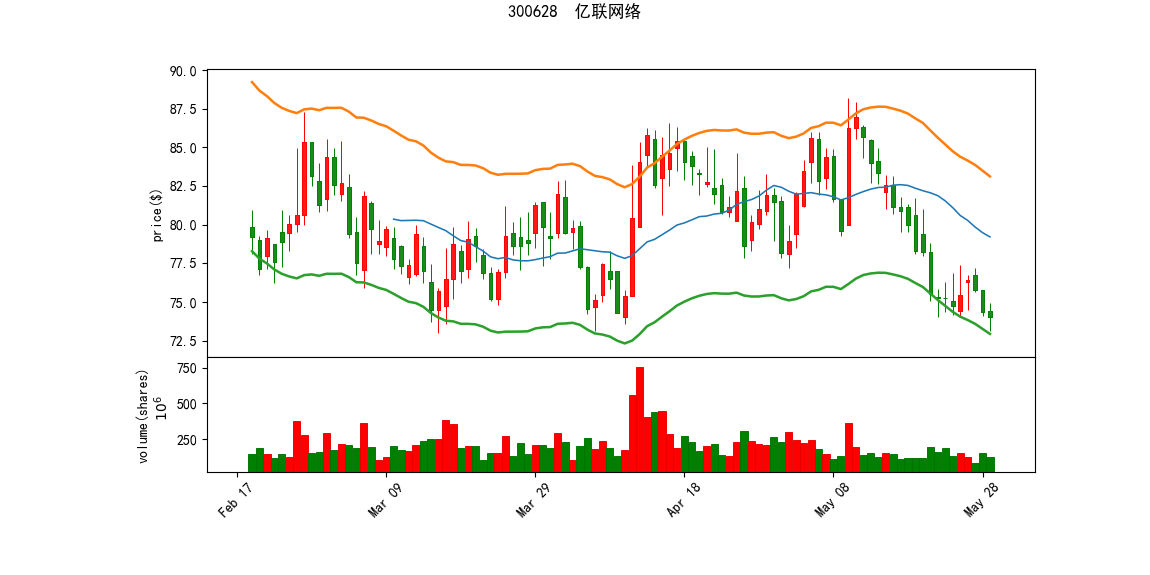 300628 亿联网络
90.0
87.5
85.0
82.5
80.0
77.5
75.0
72.5
price($)
750
500
250
volume(shares)
10^6
Feb 17
Mar 09
Mar 29
Apr 18
May 08
May 28